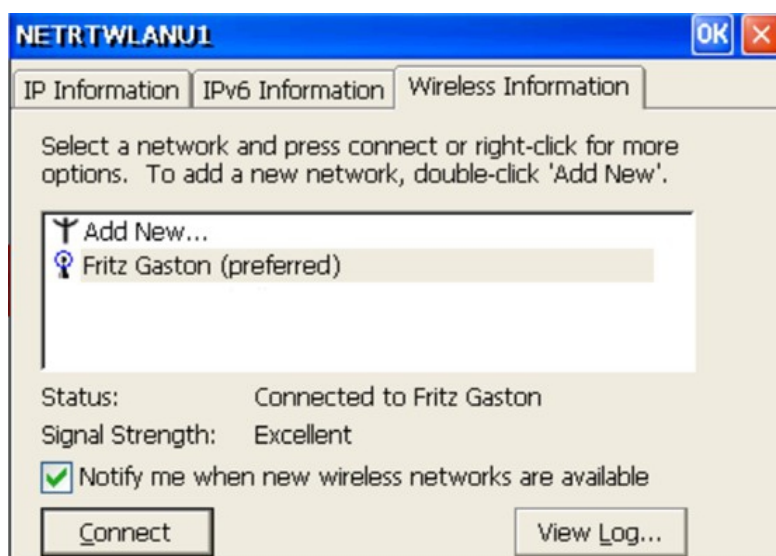 NETRTWLANU1 OK
IP Information IPv6 Information Wireless Information
Select a network and press connect or right-click for more
options. To add a new network, double-click 'Add New'.
Add New...
Fritz Gaston (preferred)
Status: Connected to Fritz Gaston
Signal Strength: Excellent
Notify me when new wireless networks are available
Connect View Log...